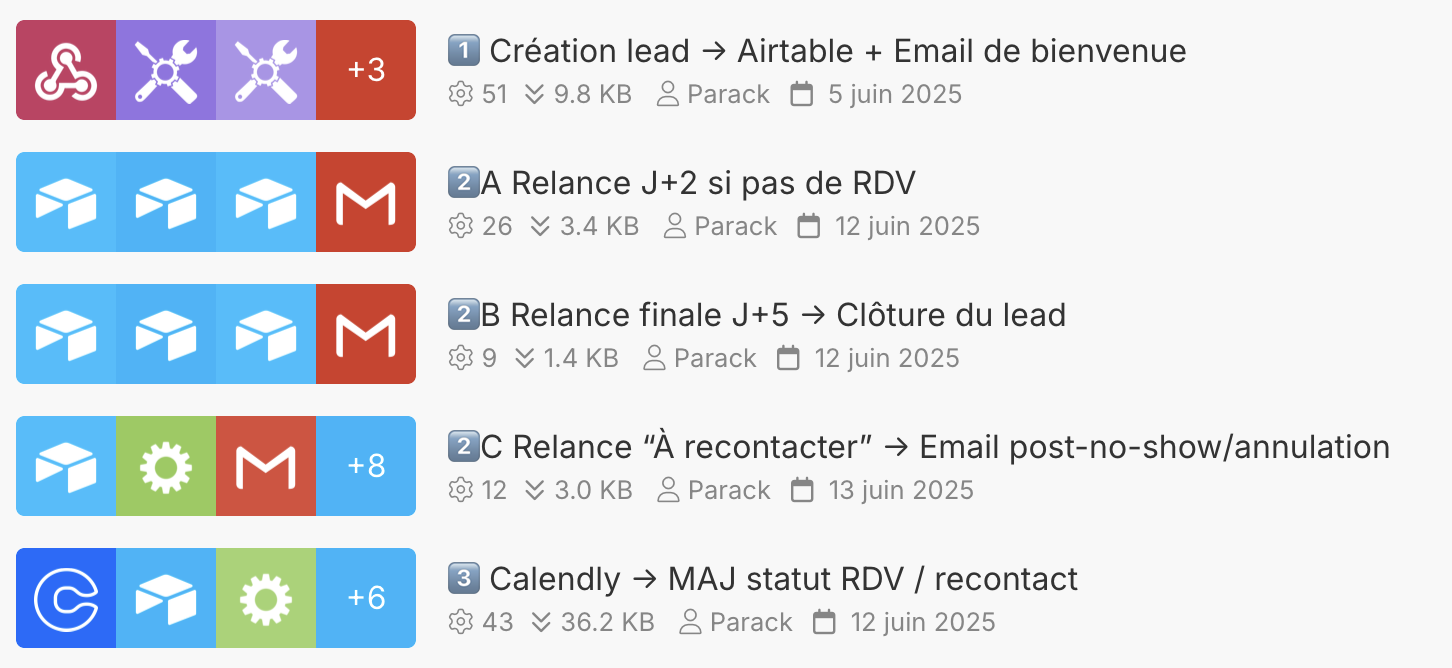 +3
1 Création lead → Airtable + Email de bienvenue
51 9.8 KB Parack 5 juin 2025
2A Relance J+2 si pas de RDV
26 3.4 KB Parack 12 juin 2025
2B Relance finale J+5 → Clôture du lead
9 1.4 KB Parack 12 juin 2025
+8
2C Relance “À recontacter” → Email post-no-show/annulation
12 3.0 KB Parack 13 juin 2025
+6
3 Calendly → MAJ statut RDV / recontact
43 36.2 KB Parack 12 juin 2025